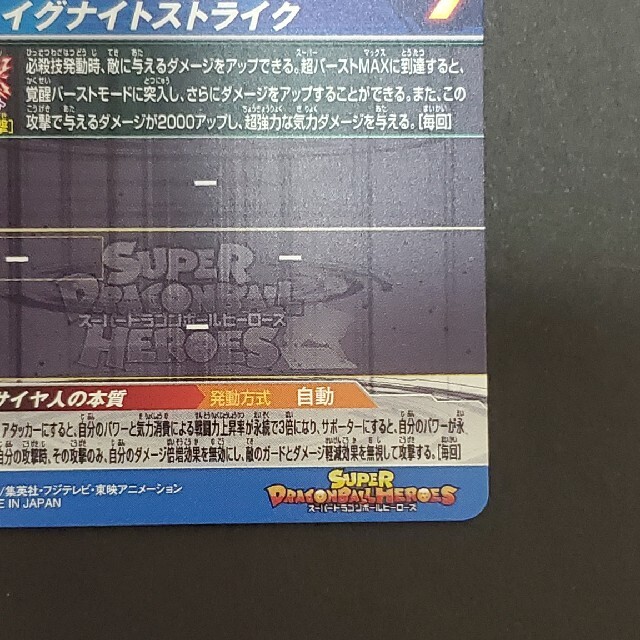 イグナイトストライク
必殺技発動時、敵に与えるダメージをアップできる。超バーストMAXに到達すると、
覚醒バーストモードに突入し、さらにダメージをアップすることができる。また、この
撃]
攻撃で与えるダメージが2000アップし、超強力な気力ダメージを与える。[毎回]
SUPER
DRAGONBALL
スーパードラゴンボールヒーローズ
HEROES
サイヤ人の本質
発動方式
自動
アタッカーにすると、自分のパワーと気力消費による戦闘力上昇率が永続で3倍になり、サポーターにすると、自分のパワーが永
自分の攻撃時、その攻撃のみ、自分のダメージ倍増効果を無効にし、敵のガードとダメージ軽減効果を無視して攻撃する。[毎回]
/集英社・フジテレビ・東映アニメーション
E IN JAPAN
SUPER
DRAGONBALL HEROES
スーパードラゴンボールヒーローズ